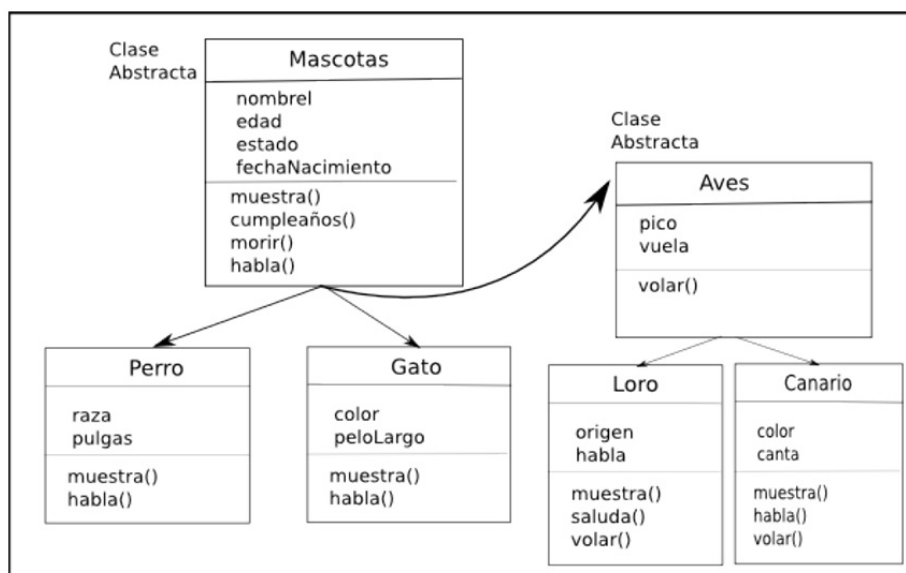 Clase
Abstracta
Mascotas
nombrel
edad
estado
fechaNacimiento
muestra()
cumpleaños()
morir()
habla()
Clase
Abstracta
Aves
pico
vuela
volar()
Perro
raza
pulgas
muestra()
habla()
Gato
color
peloLargo
muestra()
habla()
Loro
origen
habla
muestra()
saluda()
volar()
Canario
color
canta
muestra()
habla()
volar()